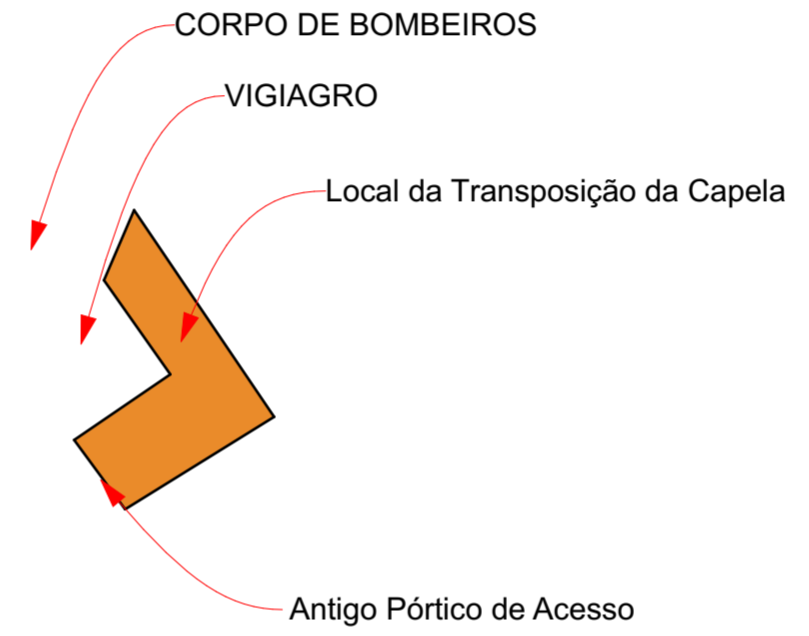 CORPO DE BOMBEIROS
VIGIAGRO
Local da Transposição da Capela
Antigo Pórtico de Acesso